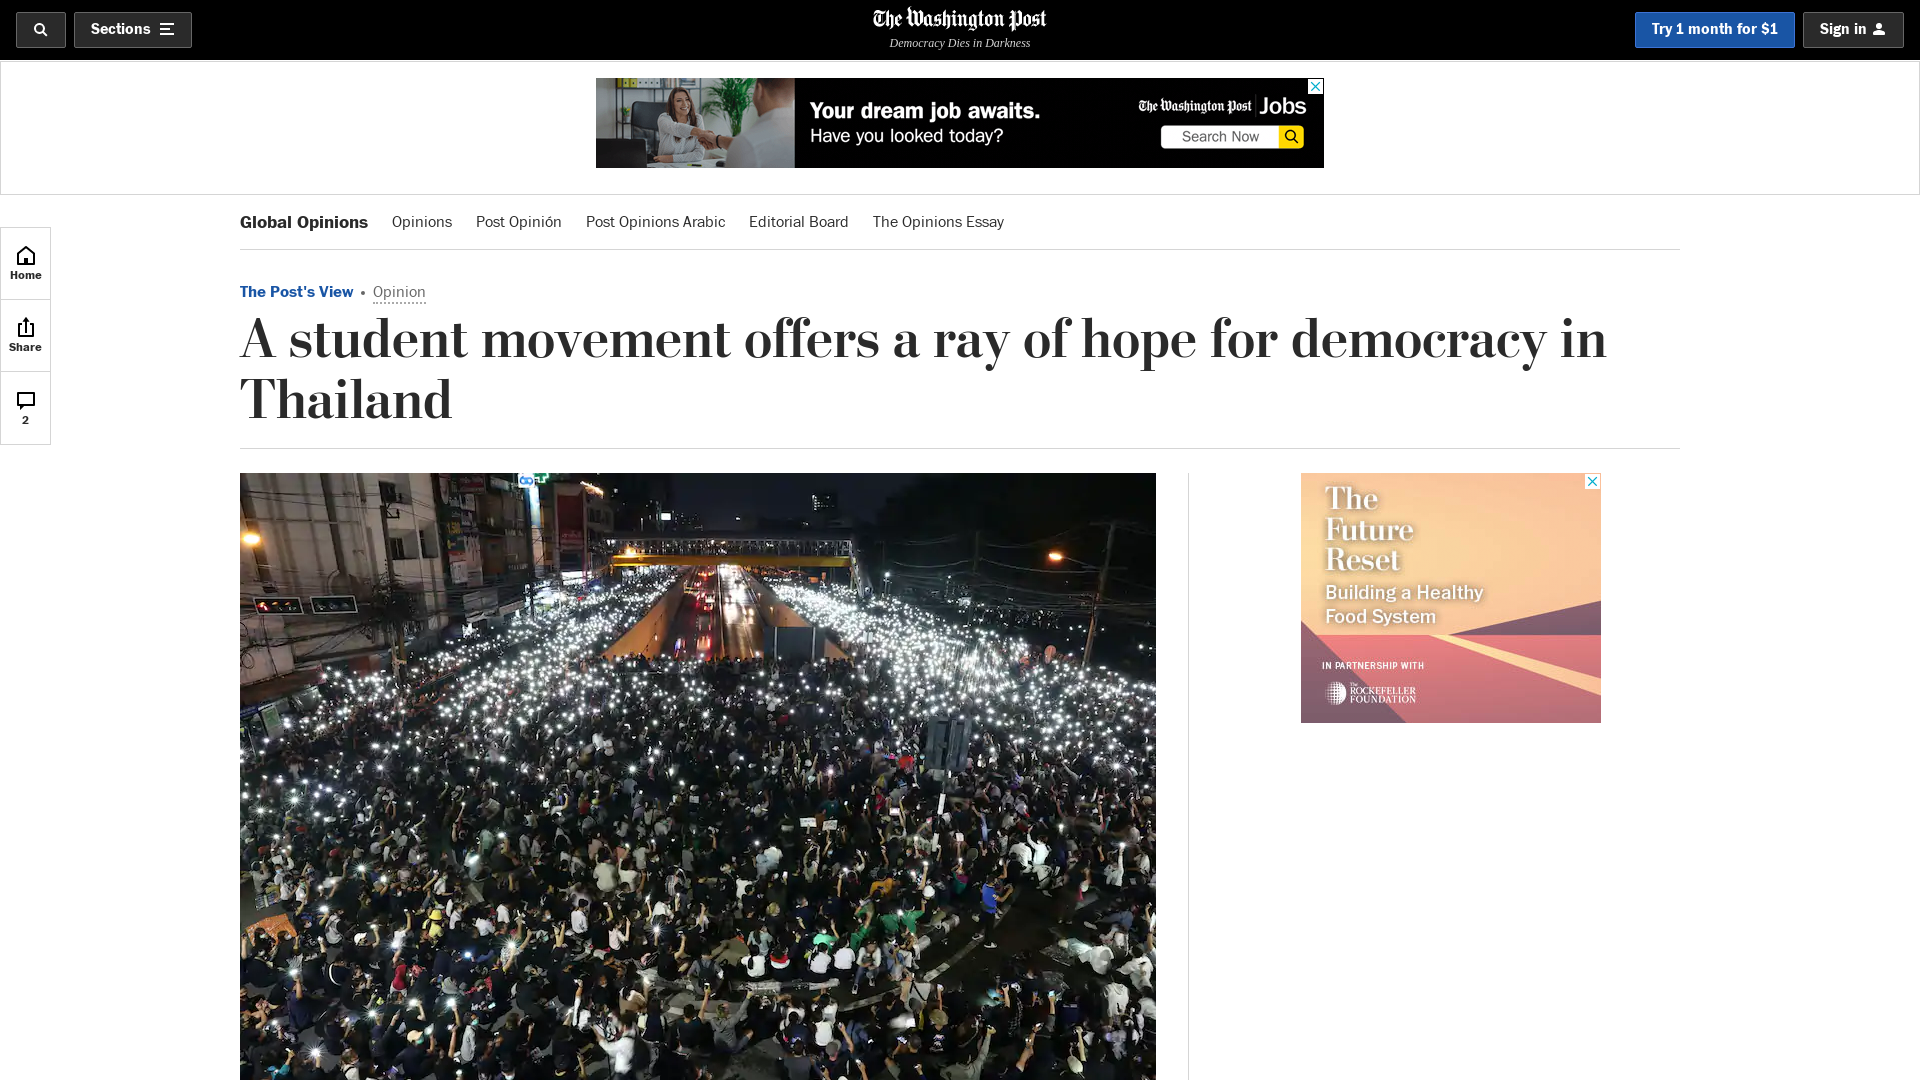 Sections
The Washington Post
Democracy Dies in Darkness
Try 1 month for $1
Sign in
Your dream job awaits.
Have you looked today?
The Washington Post Jobs
Search Now
Global Opinions
Opinions
Post Opinión
Post Opinions Arabic
Editorial Board
The Opinions Essay
Home
Share
2
The Post's View • Opinion
A student movement offers a ray of hope for democracy in
Thailand
The
Future
Reset
Building a Healthy
Food System
IN PARTNERSHIP WITH
The
ROCKEFELLER
FOUNDATION